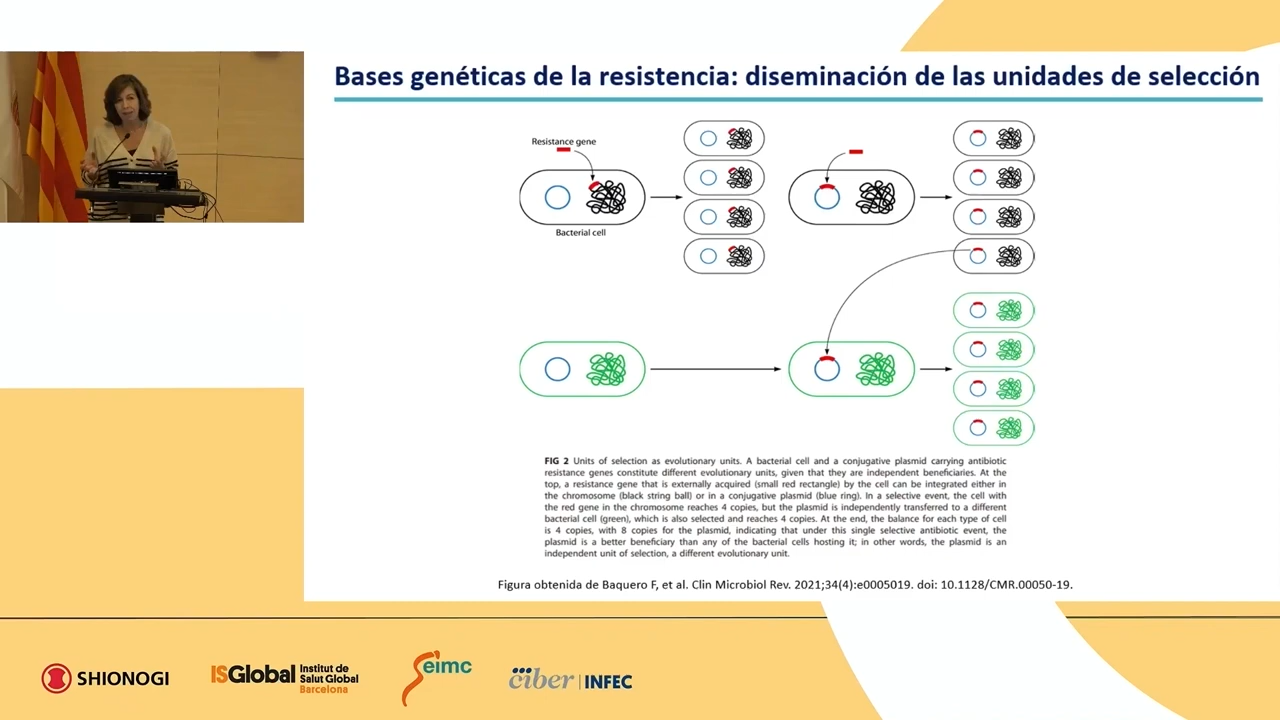 Bases genéticas de la resistencia: diseminación de las unidades de selección
Resistance gene
Bacterial cell
FIG 2 Units of selection as evolutionary units. A bacterial cell and a conjugative plasmid carrying antibiotic
resistance genes constitute different evolutionary units, given that they are independent beneficiaries. At the
top, a resistance gene that is externally acquired (small red rectangle) by the cell can be integrated either in
the chromosome (black string ball) or in a conjugative plasmid (blue ring). In a selective event, the cell with
the red gene in the chromosome reaches 4 copies, but the plasmid is independently transferred to a different
bacterial cell (green), which is also selected and reaches 4 copies. At the end, the balance for each type of cell
is 4 copies, with 8 copies for the plasmid, indicating that under this single selective antibiotic event, the
plasmid is a better beneficiary than any of the bacterial cells hosting it; in other words, the plasmid is an
independent unit of selection, a different evolutionary unit.
Figura obtenida de Baquero F, et al. Clin Microbiol Rev. 2021;34(4):e0005019. doi: 10.1128/CMR.00050-19.
SHIONOGI
ISGlobal Institut de
Salut Global
Barcelona
Seimc
ciber | INFEC